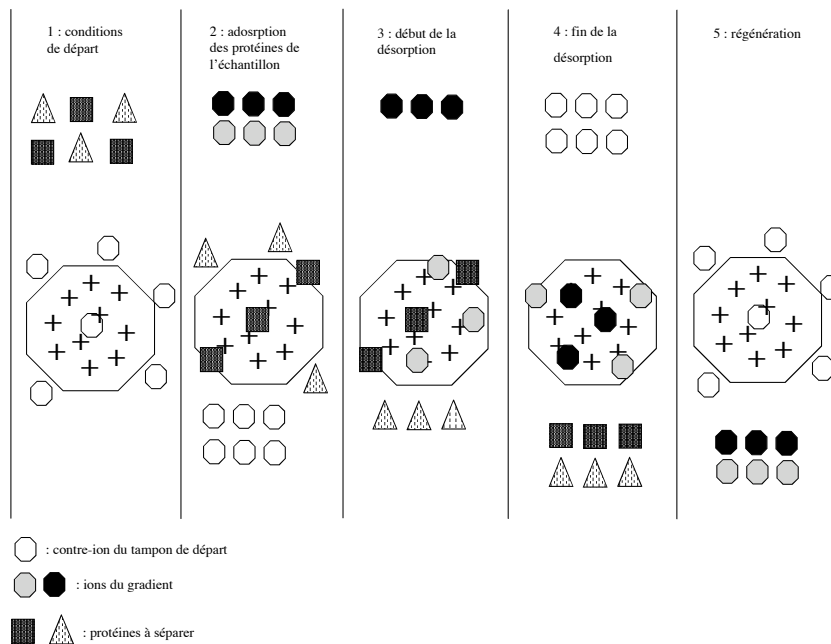 1 : conditions
de départ
2 : adosrption
des protéines de
l'échantillon
3 : début de la
désorption
4 : fin de la
désorption
5 : régénération
: contre-ion du tampon de départ
: ions du gradient
: protéines à séparer